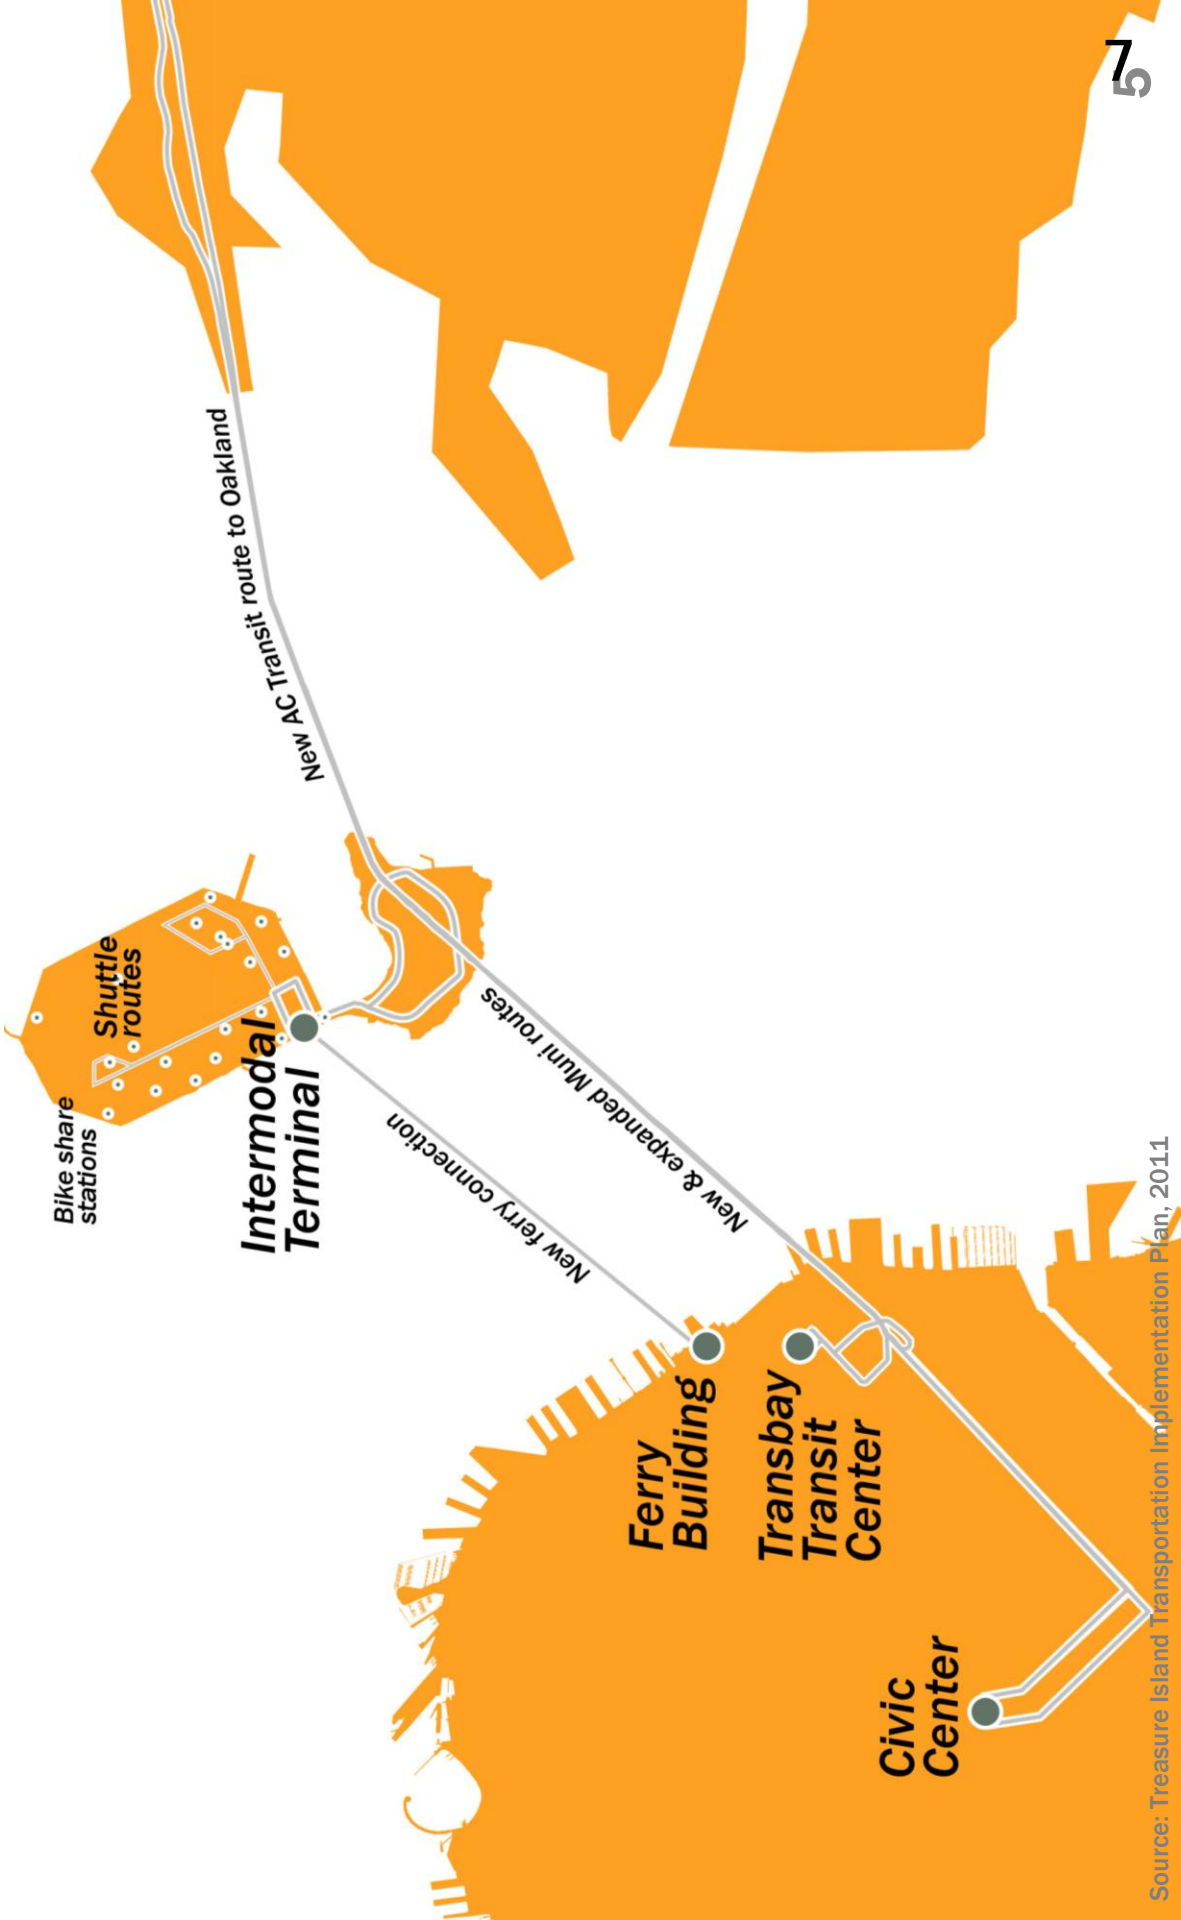 Bike share
stations
Shuttle
routes
Intermodal
Terminal
New AC Transit route to Oakland
New ferry connection
New & expanded Muni routes
Ferry
Building
Transbay
Transit
Center
Civic
Center
Source: Treasure Island Transportation Implementation Plan, 2011
7
5